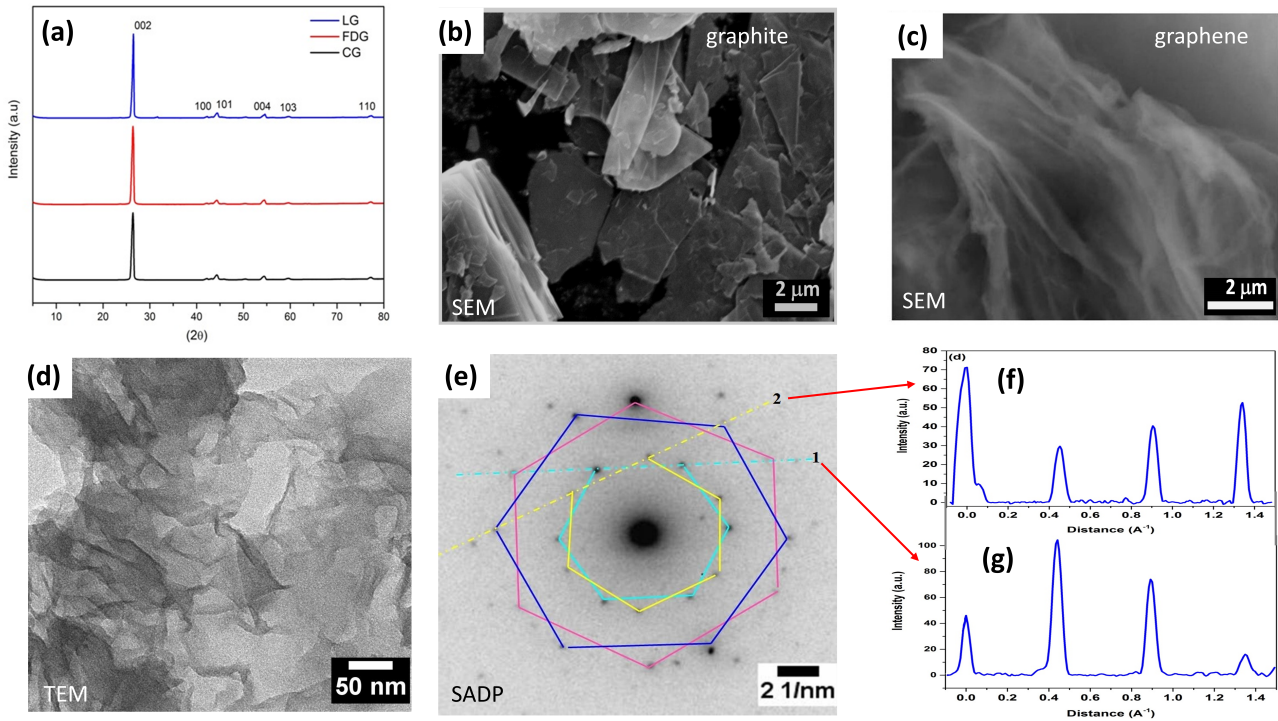 (a)
002
LG
FDG
CG
100 101 004 103 110
Intensity (a.u)
10 20 30 40 50 60 70 80
(2θ)
(b)
graphite
SEM
2 μm
(c)
graphene
SEM
2 μm
(d)
TEM
50 nm
(e)
2
1
SADP
2 1/nm
(d)
(f)
80
70
60
50
40
30
20
10
0
Intensity (a.u.)
0.0 0.2 0.4 0.6 0.8 1.0 1.2 1.4
Distance (A⁻¹)
(g)
100
80
60
40
20
0
Intensity (a.u.)
0.0 0.2 0.4 0.6 0.8 1.0 1.2 1.4
Distance (A⁻¹)